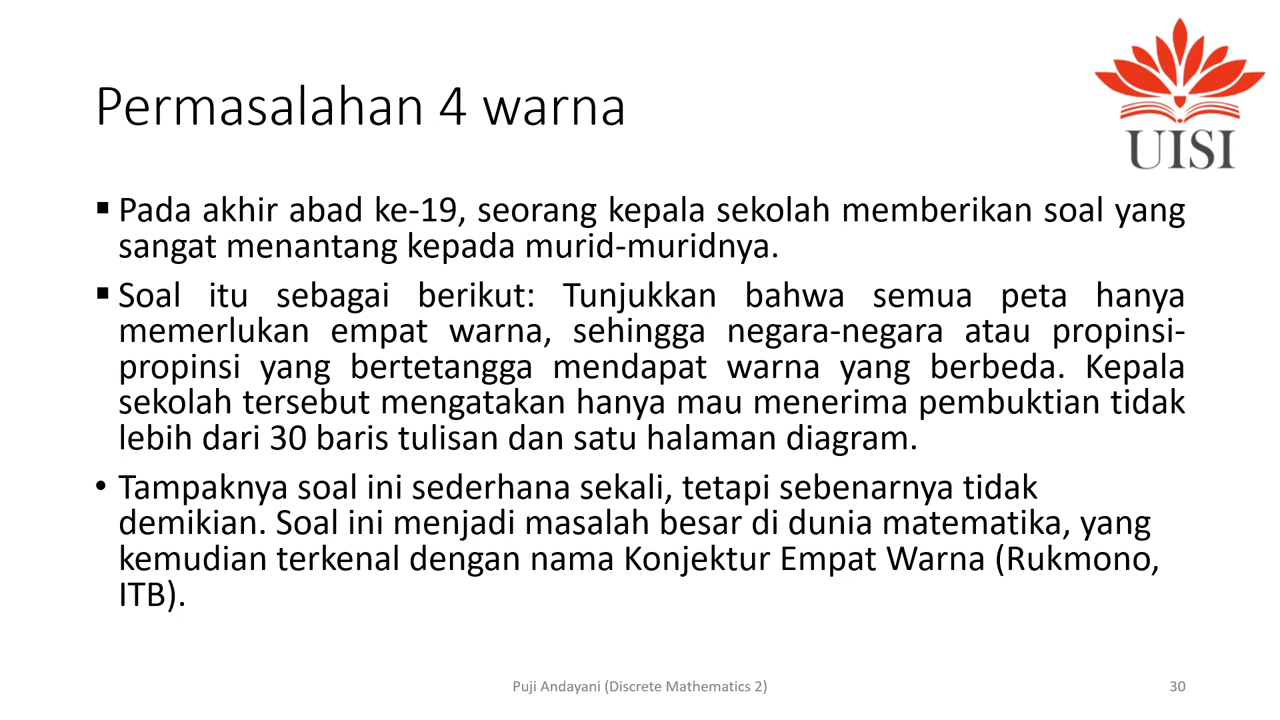 UISI
Permasalahan 4 warna
▪ Pada akhir abad ke-19, seorang kepala sekolah memberikan soal yang
sangat menantang kepada murid-muridnya.
▪ Soal itu sebagai berikut: Tunjukkan bahwa semua peta hanya
memerlukan empat warna, sehingga negara-negara atau propinsi-
propinsi yang bertetangga mendapat warna yang berbeda. Kepala
sekolah tersebut mengatakan hanya mau menerima pembuktian tidak
lebih dari 30 baris tulisan dan satu halaman diagram.
• Tampaknya soal ini sederhana sekali, tetapi sebenarnya tidak
demikian. Soal ini menjadi masalah besar di dunia matematika, yang
kemudian terkenal dengan nama Konjektur Empat Warna (Rukmono,
ITB).
Puji Andayani (Discrete Mathematics 2)
30